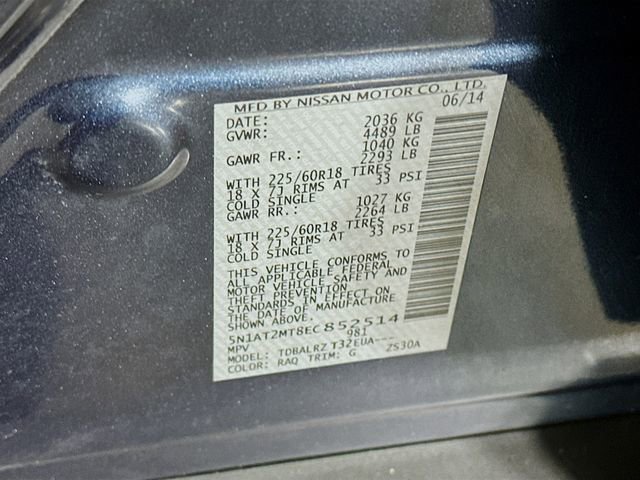 MFD BY NISSAN MOTOR CO., LTD.
DATE: 06/14
GVWR: 2036 KG
4489 LB
GAWR FR.: 1040 KG
2293 LB
WITH 225/60R18 TIRES
18 X 7J RIMS AT 33 PSI
COLD SINGLE
GAWR RR.: 1027 KG
2264 LB
WITH 225/60R18 TIRES
18 X 7J RIMS AT 33 PSI
COLD SINGLE
THIS VEHICLE CONFORMS TO
ALL APPLICABLE FEDERAL
MOTOR VEHICLE SAFETY AND
THEFT PREVENTION
STANDARDS IN EFFECT ON
THE DATE OF MANUFACTURE
SHOWN ABOVE.
5N1AT2MT8EC852514
MPV 981
MODEL: TDBALRZ T32EUA---
COLOR: RAQ TRIM: G ZS30A